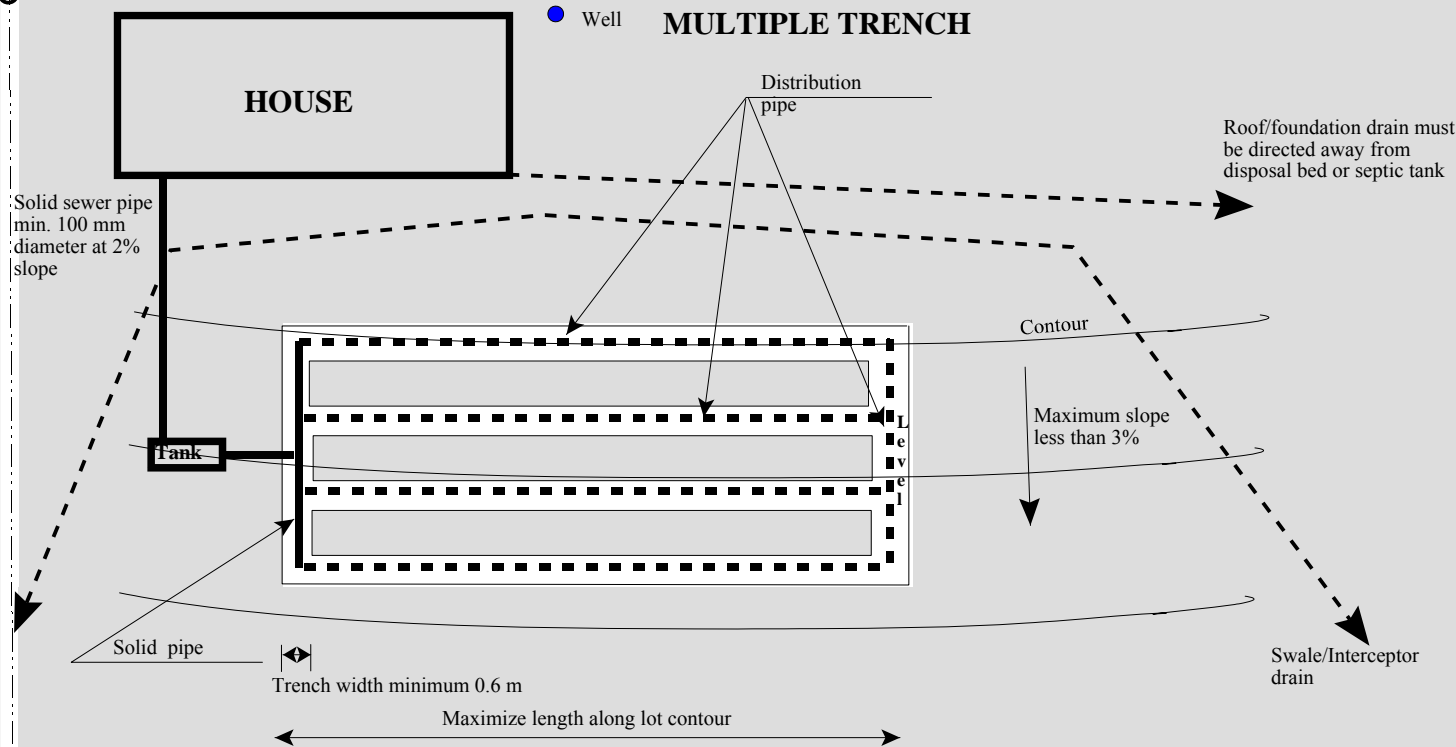 Well
MULTIPLE TRENCH
HOUSE
Distribution
pipe
Roof/foundation drain must
be directed away from
disposal bed or septic tank
Solid sewer pipe
min. 100 mm
diameter at 2%
slope
Contour
Maximum slope
less than 3%
Level
Tank
Solid pipe
Trench width minimum 0.6 m
Swale/Interceptor
drain
Maximize length along lot contour